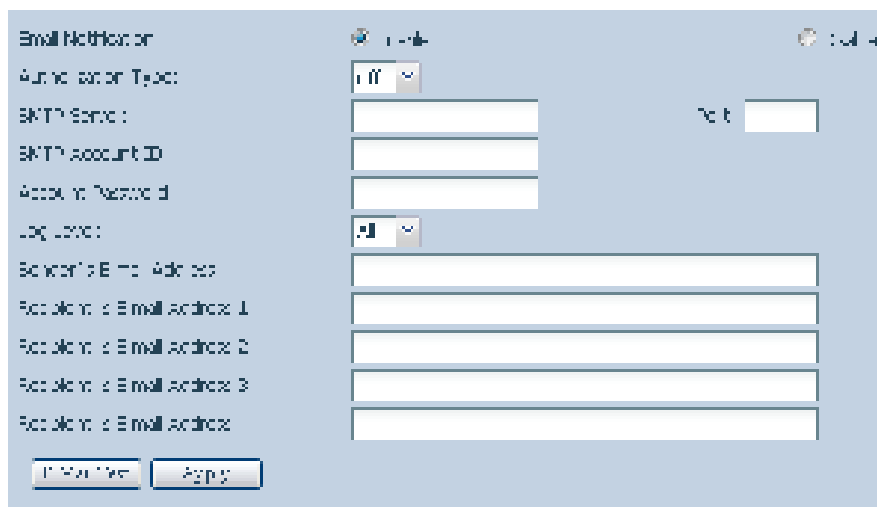 Email Notification
Authentication Type:
SMTP Server: Port
SMTP Account ID
Account Password
Log Level:
All
Sender's Email Address
Recipient's Email Address 1
Recipient's Email Address 2
Recipient's Email Address 3
Recipient's Email Address
Apply